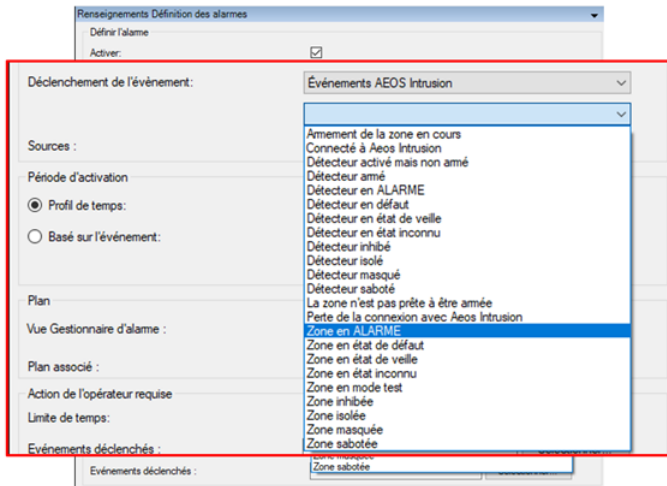 Renseignements Définition des alarmes
Définir l'alarme
Activer:
Déclenchement de l'évènement:
Événements AEOS Intrusion
Sources :
Armement de la zone en cours
Connecté à Aeos Intrusion
Détecteur activé mais non armé
Détecteur armé
Détecteur en ALARME
Détecteur en défaut
Détecteur en état de veille
Détecteur en état inconnu
Détecteur inhibé
Détecteur isolé
Détecteur masqué
Détecteur saboté
La zone n'est pas prête à être armée
Perte de la connexion avec Aeos Intrusion
Zone en ALARME
Zone en état de défaut
Zone en état de veille
Zone en état inconnu
Zone en mode test
Zone inhibée
Zone isolée
Zone masquée
Zone sabotée
Période d'activation
Profil de temps:
Basé sur l'événement:
Plan
Vue Gestionnaire d'alarme :
Plan associé :
Action de l'opérateur requise
Limite de temps:
Evénements déclenchés :
Zone sabotée
Evénements déclenchés :